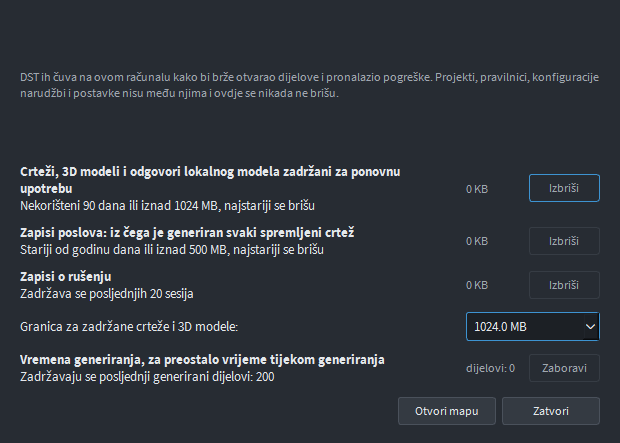 DST ih čuva na ovom računalu kako bi brže otvarao dijelove i pronalazio pogreške. Projekti, pravilnici, konfiguracije
narudžbi i postavke nisu među njima i ovdje se nikada ne brišu.
Crteži, 3D modeli i odgovori lokalnog modela zadržani za ponovnu
upotrebu
Nekorišteni 90 dana ili iznad 1024 MB, najstariji se brišu
0 KB
Izbriši
Zapisi poslova: iz čega je generiran svaki spremljeni crtež
Stariji od godinu dana ili iznad 500 MB, najstariji se brišu
0 KB
Izbriši
Zapisi o rušenju
Zadržava se posljednjih 20 sesija
0 KB
Izbriši
Granica za zadržane crteže i 3D modele:
1024.0 MB
Vremena generiranja, za preostalo vrijeme tijekom generiranja
Zadržavaju se posljednji generirani dijelovi: 200
dijelovi: 0
Zaboravi
Otvori mapu
Zatvori